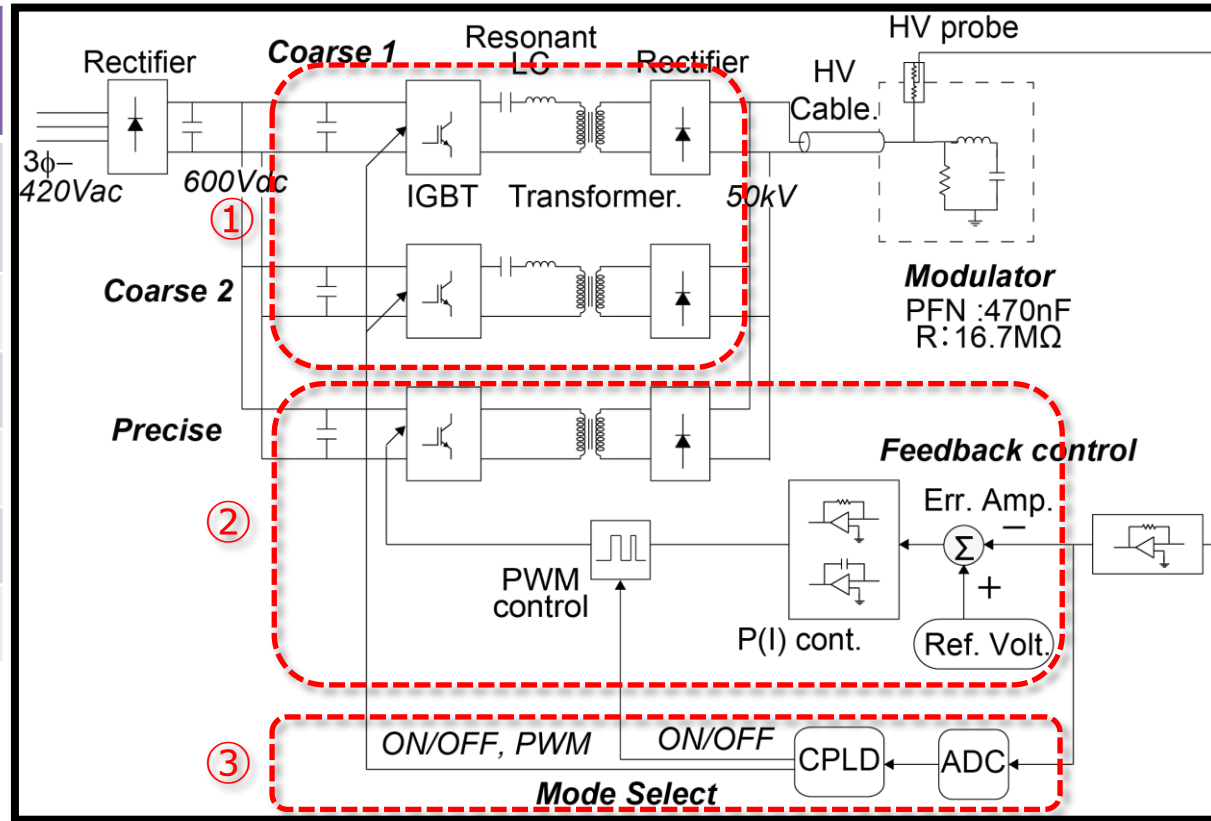 HV probe
Coarse 1
Resonant
LC
Rectifier
Rectifier
HV
Cable.
3ϕ−
420Vac
600Vdc
IGBT
Transformer.
50kV
①
Coarse 2
Modulator
PFN :470nF
R：16.7MΩ
Precise
Feedback control
Err. Amp.
②
−
Σ
PWM
control
+
P(I) cont.
Ref. Volt.
ON/OFF, PWM
ON/OFF
③
CPLD
ADC
Mode Select